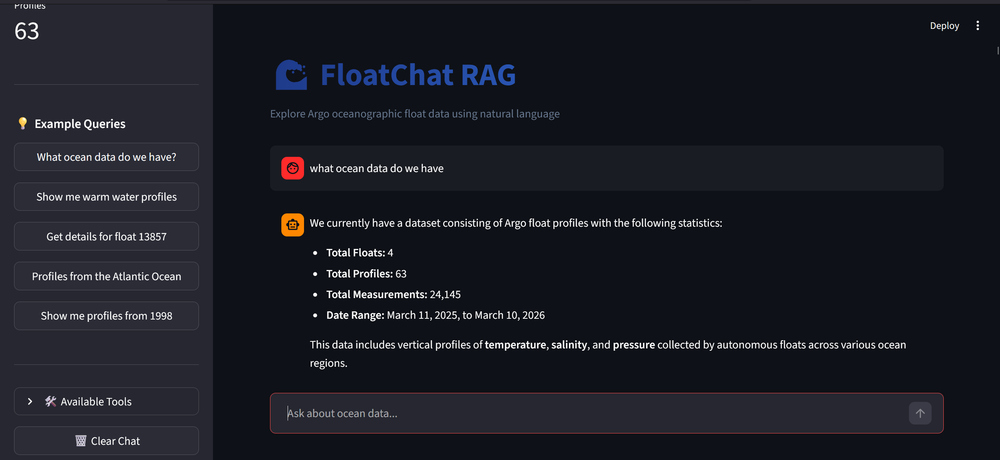 Profiles
63
💡 Example Queries
What ocean data do we have?
Show me warm water profiles
Get details for float 13857
Profiles from the Atlantic Ocean
Show me profiles from 1998
🛠️ Available Tools
🗑️ Clear Chat
Deploy
🌊 FloatChat RAG
Explore Argo oceanographic float data using natural language
what ocean data do we have
We currently have a dataset consisting of Argo float profiles with the following statistics:
• Total Floats: 4
• Total Profiles: 63
• Total Measurements: 24,145
• Date Range: March 11, 2025, to March 10, 2026
This data includes vertical profiles of temperature, salinity, and pressure collected by autonomous floats across various ocean
regions.
Ask about ocean data...